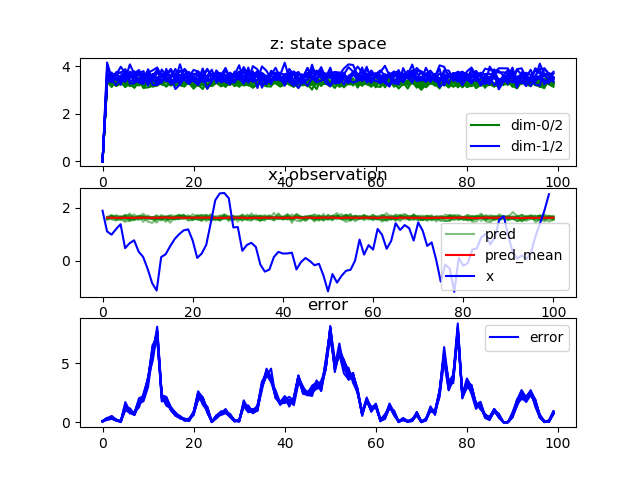 z: state space
4
2
0
dim-0/2
dim-1/2
0 20 40 60 80 100
x: observation
2
0
pred
pred_mean
x
0 20 40 60 80 100
error
5
0
error
0 20 40 60 80 100